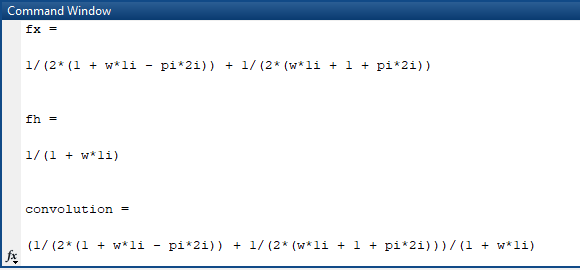 Command Window
fx =
1/(2*(1 + w*1i - pi*2i)) + 1/(2*(w*1i + 1 + pi*2i))
fh =
1/(1 + w*1i)
convolution =
(1/(2*(1 + w*1i - pi*2i)) + 1/(2*(w*1i + 1 + pi*2i)))/(1 + w*1i)
fx